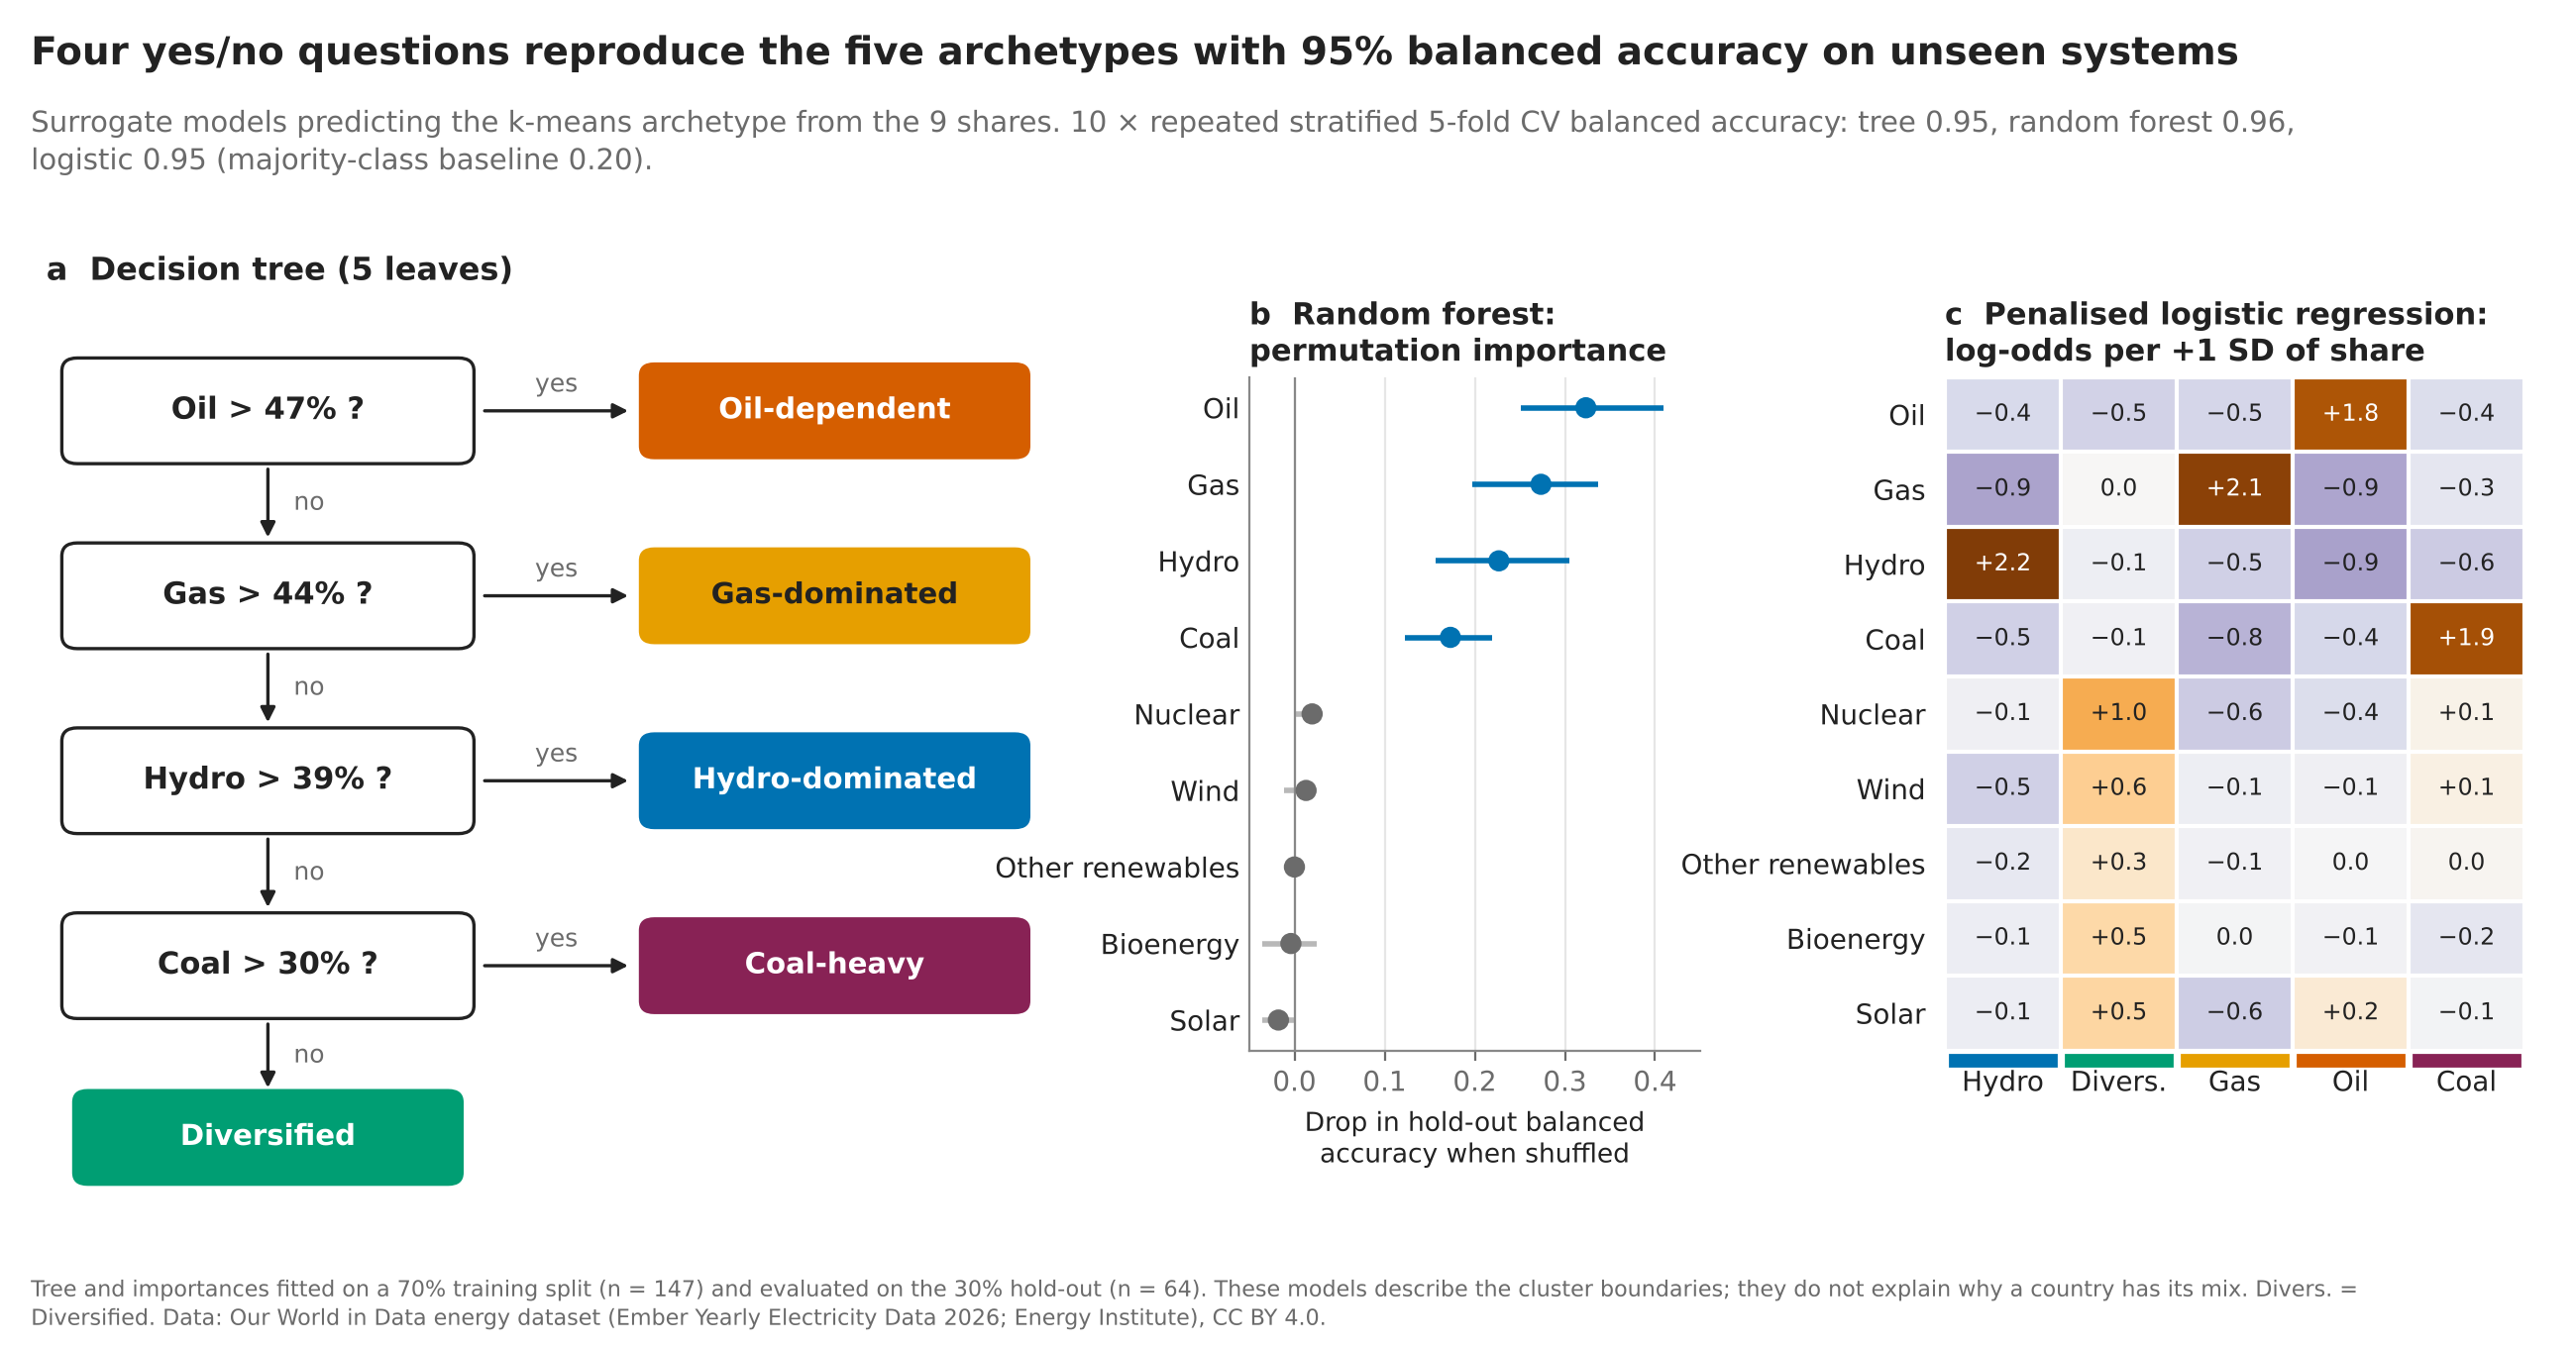 Four yes/no questions reproduce the five archetypes with 95% balanced accuracy on unseen systems
Surrogate models predicting the k-means archetype from the 9 shares. 10 × repeated stratified 5-fold CV balanced accuracy: tree 0.95, random forest 0.96,
logistic 0.95 (majority-class baseline 0.20).
a Decision tree (5 leaves)
Oil > 47% ?
yes
Oil-dependent
no
Gas > 44% ?
yes
Gas-dominated
no
Hydro > 39% ?
yes
Hydro-dominated
no
Coal > 30% ?
yes
Coal-heavy
no
Diversified
b Random forest:
permutation importance
Oil
Gas
Hydro
Coal
Nuclear
Wind
Other renewables
Bioenergy
Solar
0.0 0.1 0.2 0.3 0.4
Drop in hold-out balanced
accuracy when shuffled
c Penalised logistic regression:
log-odds per +1 SD of share
Oil −0.4 −0.5 −0.5 +1.8 −0.4
Gas −0.9 0.0 +2.1 −0.9 −0.3
Hydro +2.2 −0.1 −0.5 −0.9 −0.6
Coal −0.5 −0.1 −0.8 −0.4 +1.9
Nuclear −0.1 +1.0 −0.6 −0.4 +0.1
Wind −0.5 +0.6 −0.1 −0.1 +0.1
Other renewables −0.2 +0.3 −0.1 0.0 0.0
Bioenergy −0.1 +0.5 0.0 −0.1 −0.2
Solar −0.1 +0.5 −0.6 +0.2 −0.1
Hydro Divers. Gas Oil Coal
Tree and importances fitted on a 70% training split (n = 147) and evaluated on the 30% hold-out (n = 64). These models describe the cluster boundaries; they do not explain why a country has its mix. Divers. =
Diversified. Data: Our World in Data energy dataset (Ember Yearly Electricity Data 2026; Energy Institute), CC BY 4.0.